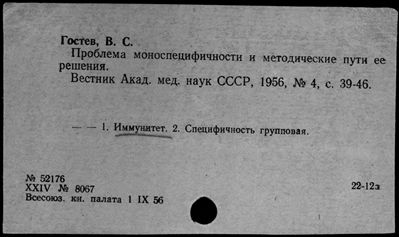 Гостев, В. С.
Проблема моноспецифичности и методические пути ее
решения.
Вестник Акад. мед. наук СССР, 1956, № 4, с. 39-46.
— — 1. Иммунитет. 2. Специфичность групповая.
№ 52176
XXIV № 8067
22-12л
Всесоюз. кн. палата 1 IX 56